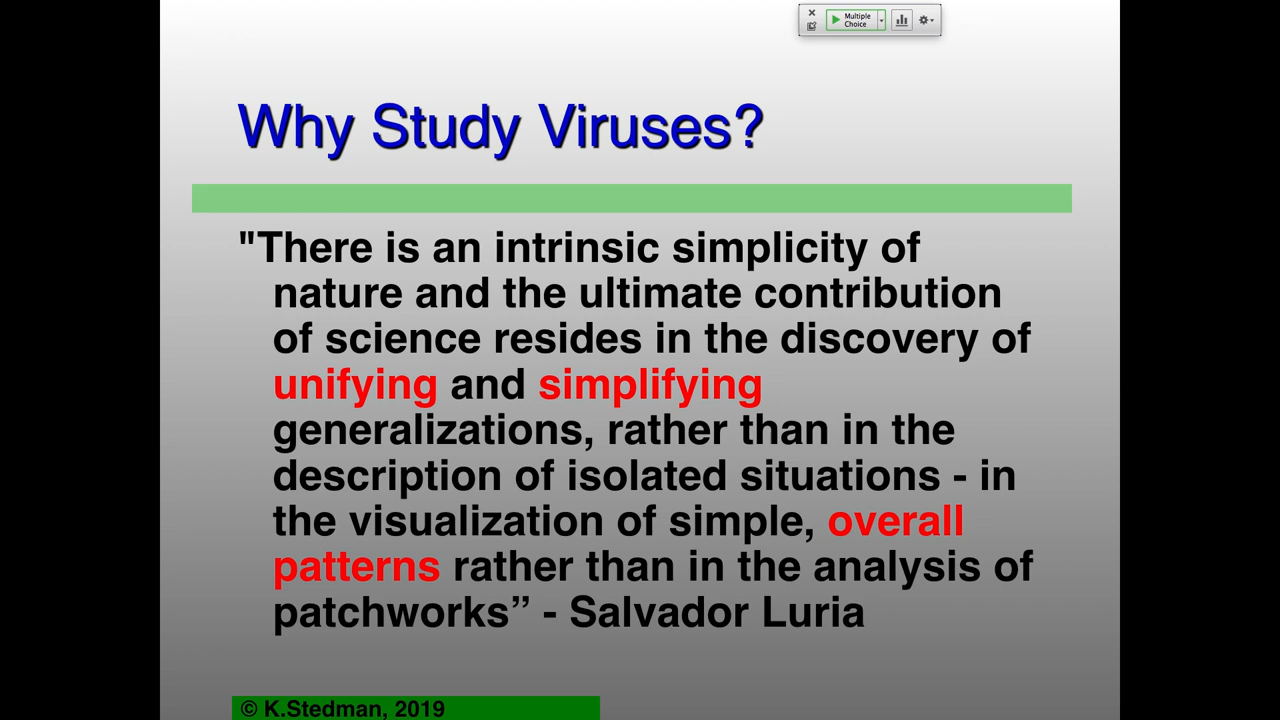 Multiple
Choice
Why Study Viruses?
"There is an intrinsic simplicity of
nature and the ultimate contribution
of science resides in the discovery of
unifying and simplifying
generalizations, rather than in the
description of isolated situations - in
the visualization of simple, overall
patterns rather than in the analysis of
patchworks” - Salvador Luria
© K.Stedman, 2019